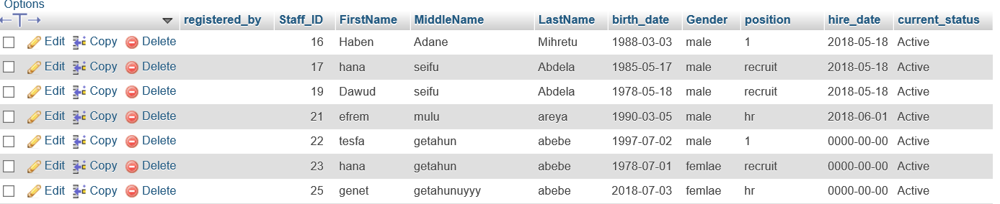 Options
registered_by Staff_ID FirstName MiddleName LastName birth_date Gender position hire_date current_status
Edit Copy Delete 16 Haben Adane Mihretu 1988-03-03 male 1 2018-05-18 Active
Edit Copy Delete 17 hana seifu Abdela 1985-05-17 male recruit 2018-05-18 Active
Edit Copy Delete 19 Dawud seifu Abdela 1978-05-18 male recruit 2018-05-18 Active
Edit Copy Delete 21 efrem mulu areya 1990-03-05 male hr 2018-06-01 Active
Edit Copy Delete 22 tesfa getahun abebe 1997-07-02 male 1 0000-00-00 Active
Edit Copy Delete 23 hana getahun abebe 1978-07-01 femlae recruit 0000-00-00 Active
Edit Copy Delete 25 genet getahunuyyy abebe 2018-07-03 femlae hr 0000-00-00 Active